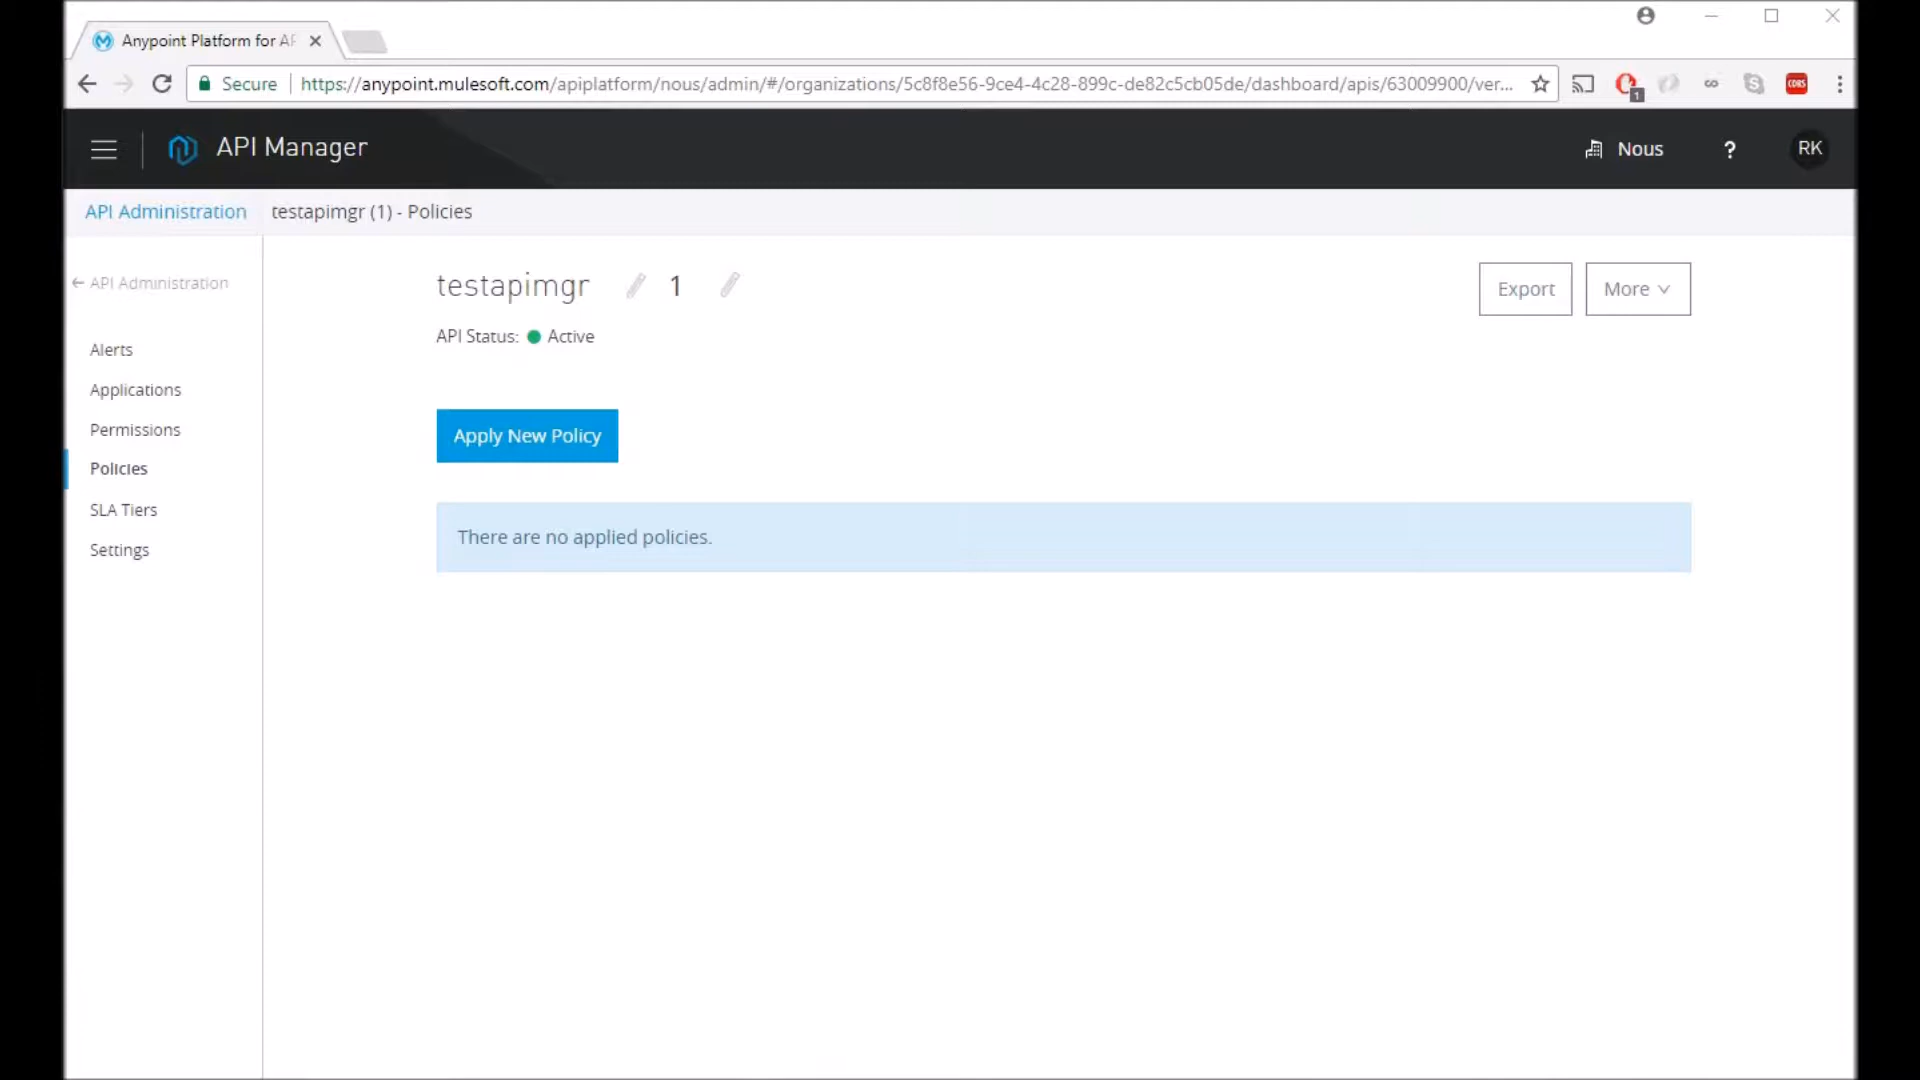 Anypoint Platform for AP
Secure https://anypoint.mulesoft.com/apiplatform/nous/admin/#/organizations/5c8f8e56-9ce4-4c28-899c-de82c5cb05de/dashboard/apis/63009900/ver...
1
CORS
API Manager
Nous ? RK
API Administration testapimgr (1) - Policies
← API Administration
testapimgr 1
Export More
API Status: Active
Alerts
Applications
Permissions
Policies
SLA Tiers
Settings
Apply New Policy
There are no applied policies.